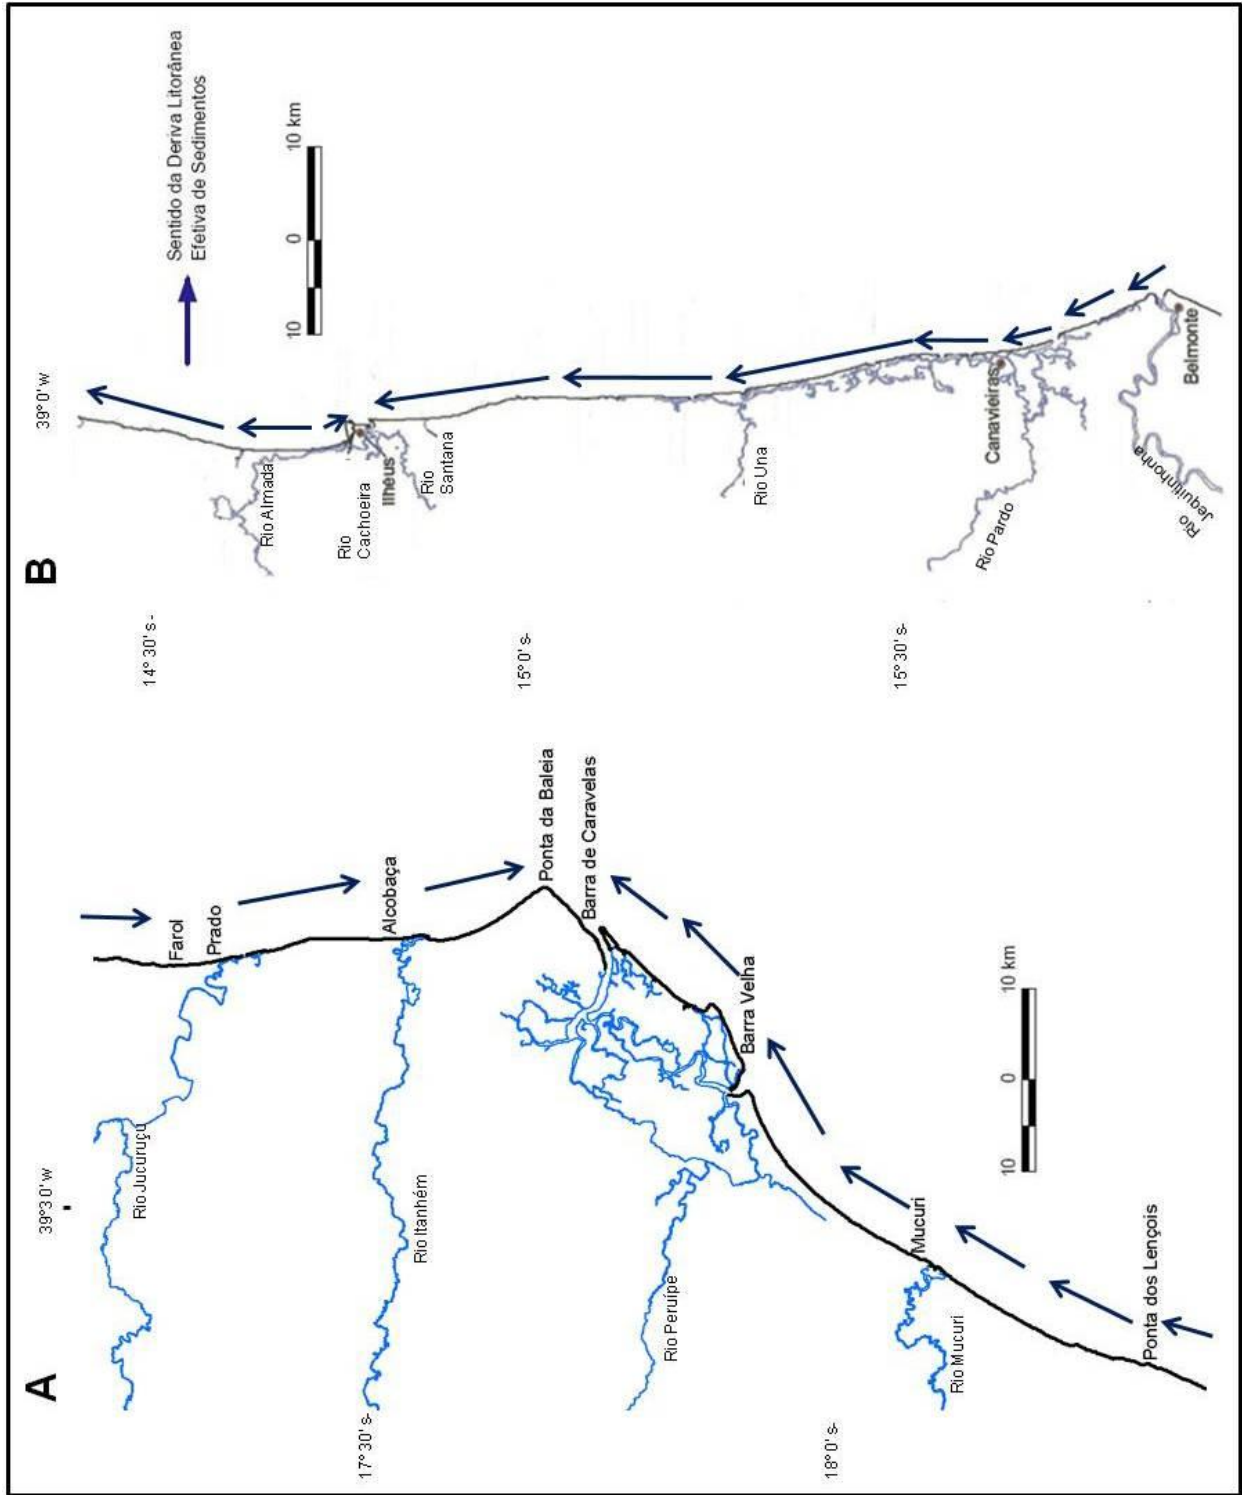 A
39°30' w
17° 30' s-
18° 0' s-
Rio Jucuruçu
Farol
Prado
Rio Itanhém
Alcobaça
Ponta da Baleia
Barra de Caravelas
Barra Velha
Rio Peruípe
Mucuri
Rio Mucuri
Ponta dos Lençois
10 0 10 km
B
39° 0' w
14° 30' s -
15° 0' s-
15° 30' s-
Sentido da Deriva Litorânea
Efetiva de Sedimentos
10 0 10 km
Rio Almada
Rio
Cachoeira
Ilhéus
Rio
Santana
Rio Una
Canavieiras
Rio Pardo
Rio
Jequitinhonha
Belmonte